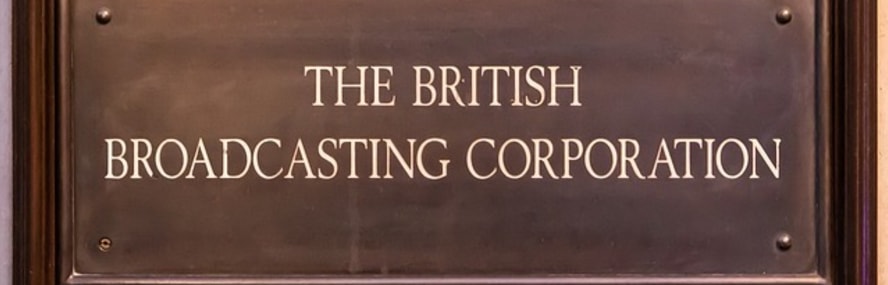 THE BRITISH
BROADCASTING CORPORATION